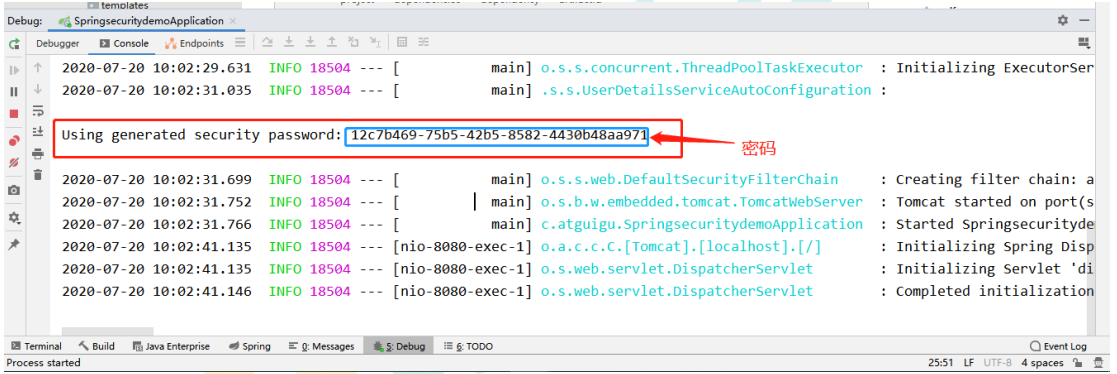 templates
Debug: SpringsecuritydemoApplication ×
Debugger Console Endpoints
2020-07-20 10:02:29.631 INFO 18504 --- [ main] o.s.s.concurrent.ThreadPoolTaskExecutor : Initializing ExecutorSer
2020-07-20 10:02:31.035 INFO 18504 --- [ main] .s.s.UserDetailsServiceAutoConfiguration :
Using generated security password: 12c7b469-75b5-42b5-8582-4430b48aa971
密码
2020-07-20 10:02:31.699 INFO 18504 --- [ main] o.s.s.web.DefaultSecurityFilterChain : Creating filter chain: a
2020-07-20 10:02:31.752 INFO 18504 --- [ main] o.s.b.w.embedded.tomcat.TomcatWebServer : Tomcat started on port(s
2020-07-20 10:02:31.766 INFO 18504 --- [ main] c.atguigu.SpringsecuritydemoApplication : Started Springsecurityde
2020-07-20 10:02:41.135 INFO 18504 --- [nio-8080-exec-1] o.a.c.c.C.[Tomcat].[localhost].[/] : Initializing Spring Disp
2020-07-20 10:02:41.135 INFO 18504 --- [nio-8080-exec-1] o.s.web.servlet.DispatcherServlet : Initializing Servlet 'di
2020-07-20 10:02:41.146 INFO 18504 --- [nio-8080-exec-1] o.s.web.servlet.DispatcherServlet : Completed initialization
Terminal Build Java Enterprise Spring 0: Messages 5: Debug 6: TODO Event Log
Process started 25:51 LF UTF-8 4 spaces